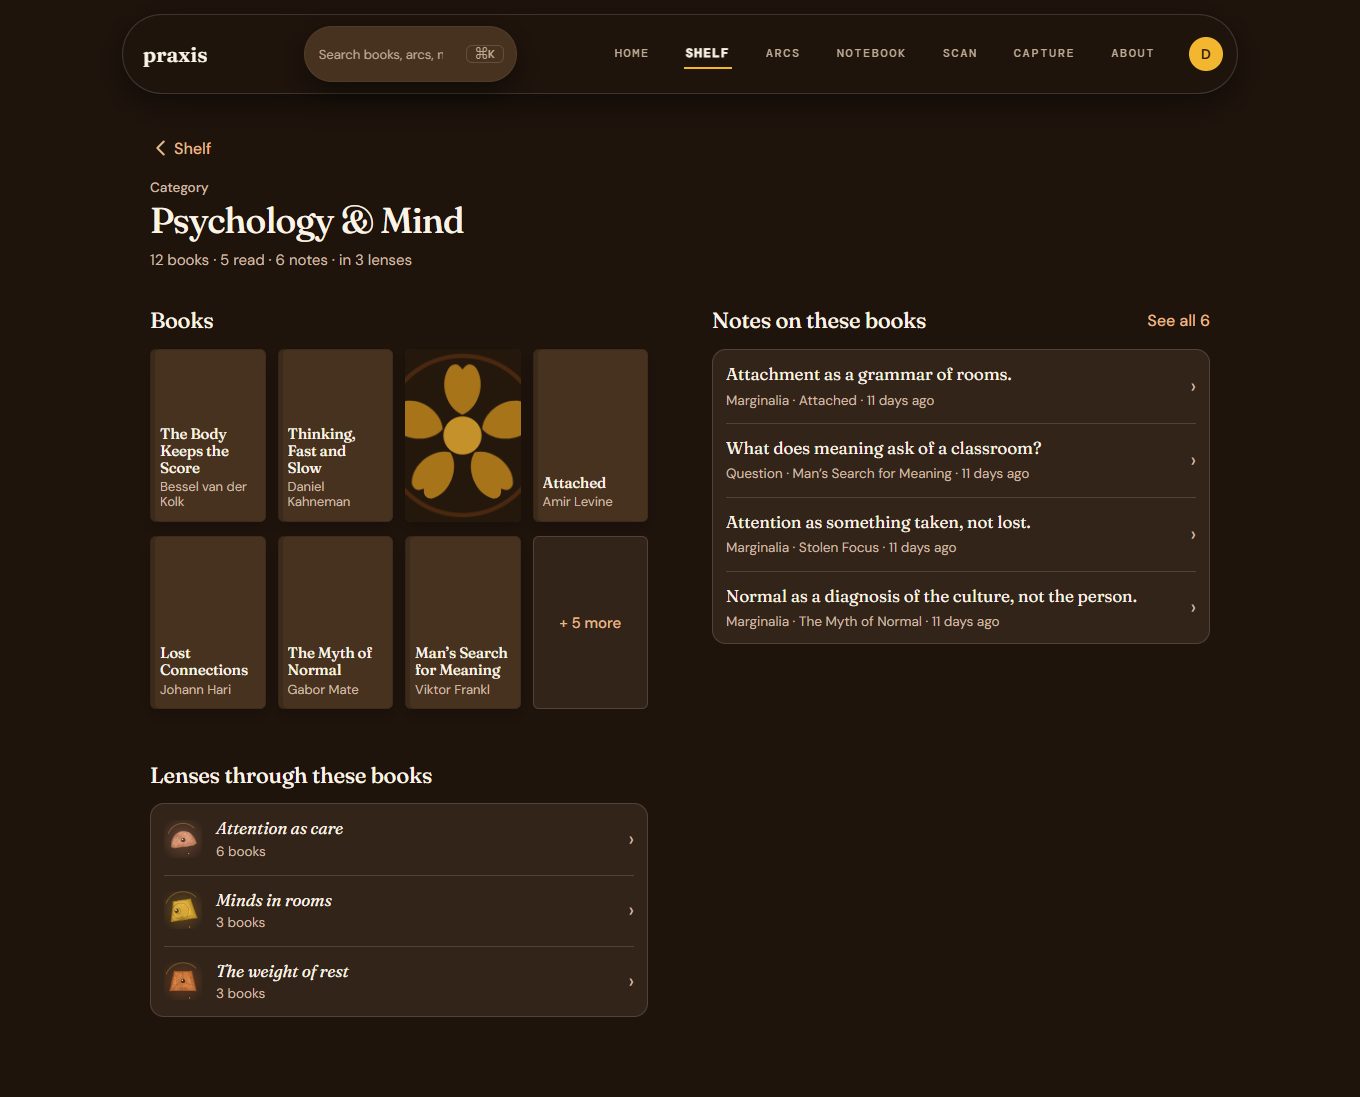 praxis
Search books, arcs, n
⌘K
HOME
SHELF
ARCS
NOTEBOOK
SCAN
CAPTURE
ABOUT
D
Shelf
Category
Psychology & Mind
12 books · 5 read · 6 notes · in 3 lenses
Books
The Body
Keeps the
Score
Bessel van der
Kolk
Thinking,
Fast and
Slow
Daniel
Kahneman
Attached
Amir Levine
Lost
Connections
Johann Hari
The Myth of
Normal
Gabor Mate
Man’s Search
for Meaning
Viktor Frankl
+ 5 more
Notes on these books
See all 6
Attachment as a grammar of rooms.
Marginalia · Attached · 11 days ago
What does meaning ask of a classroom?
Question · Man’s Search for Meaning · 11 days ago
Attention as something taken, not lost.
Marginalia · Stolen Focus · 11 days ago
Normal as a diagnosis of the culture, not the person.
Marginalia · The Myth of Normal · 11 days ago
Lenses through these books
Attention as care
6 books
Minds in rooms
3 books
The weight of rest
3 books